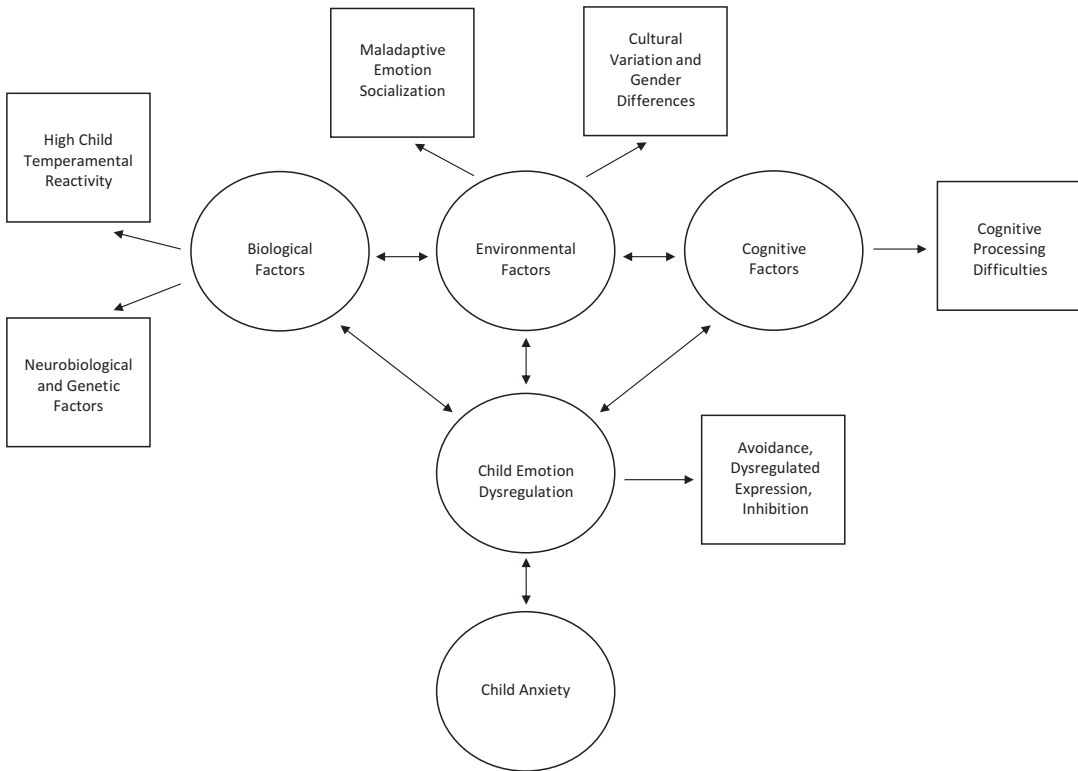 Maladaptive
Emotion
Socialization
Cultural
Variation and
Gender
Differences
High Child
Temperamental
Reactivity
Biological
Factors
Environmental
Factors
Cognitive
Factors
Cognitive
Processing
Difficulties
Neurobiological
and Genetic
Factors
Child Emotion
Dysregulation
Avoidance,
Dysregulated
Expression,
Inhibition
Child Anxiety